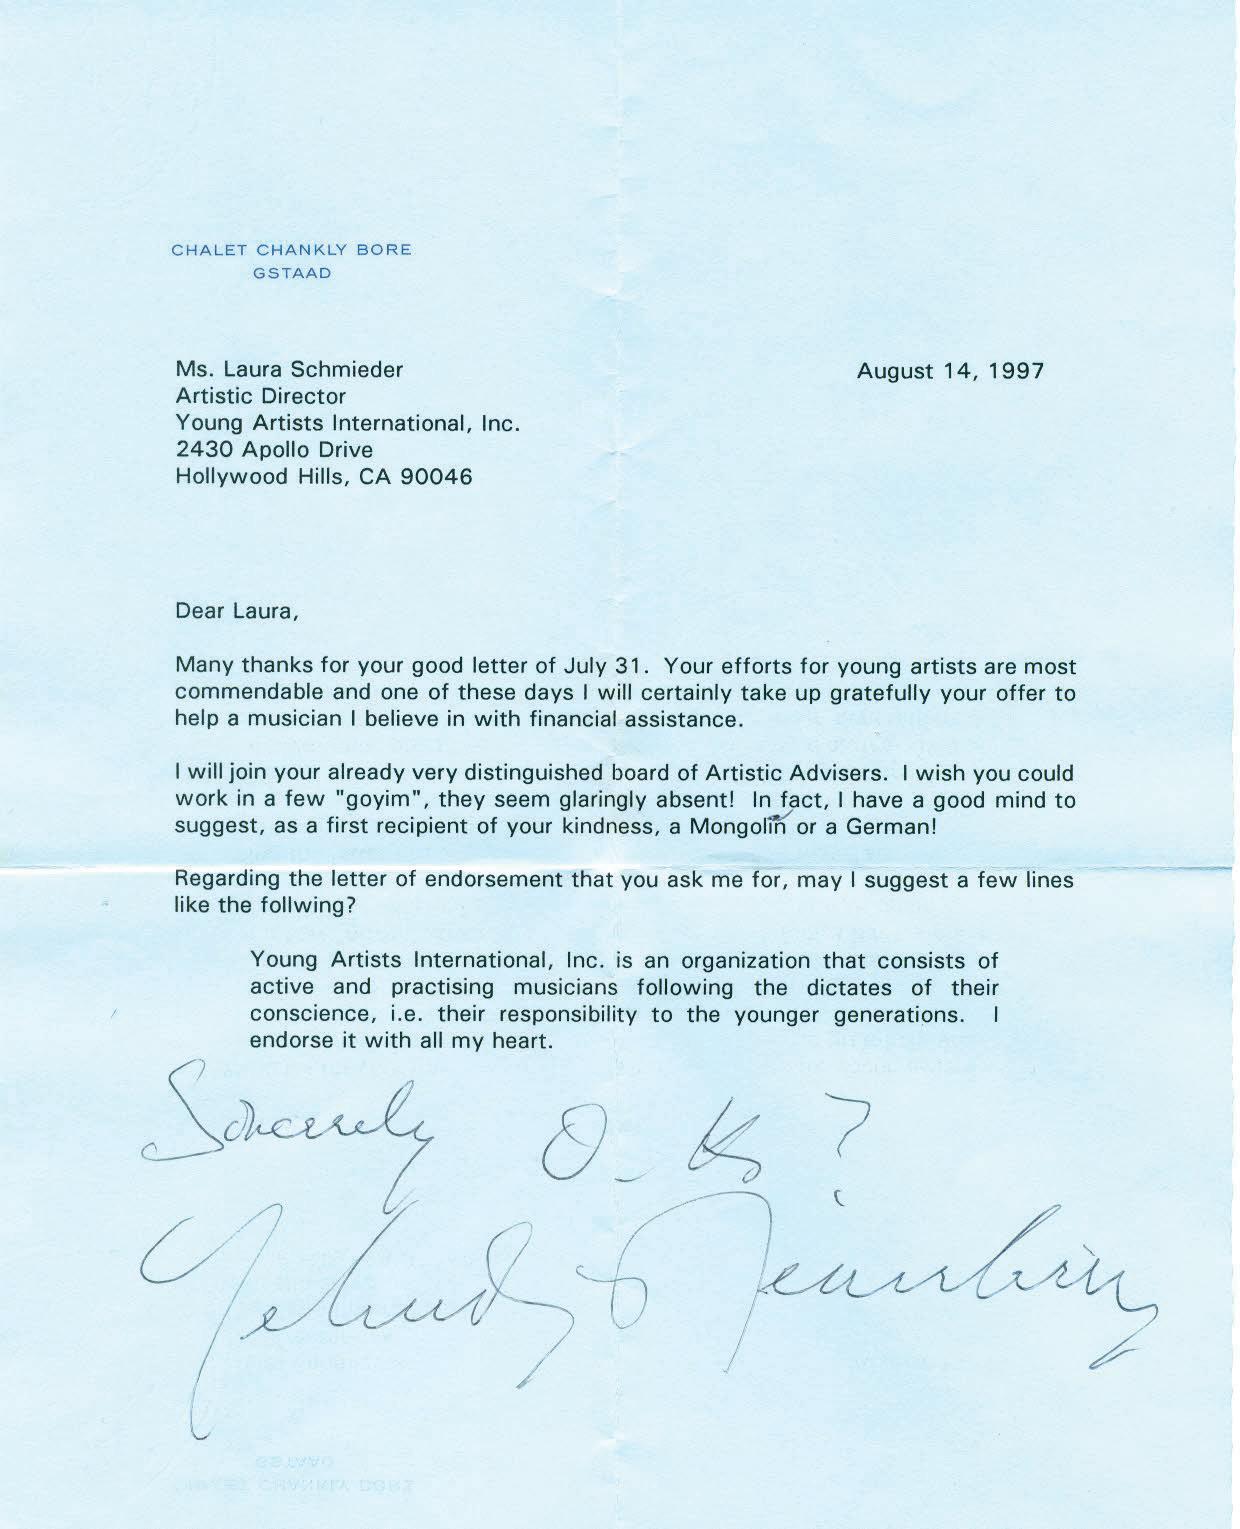 CHALET CHANKLY BORE
GSTAAD
Ms. Laura Schmieder
Artistic Director
Young Artists International, Inc.
2430 Apollo Drive
Hollywood Hills, CA 90046
August 14, 1997
Dear Laura,
Many thanks for your good letter of July 31. Your efforts for young artists are most
commendable and one of these days I will certainly take up gratefully your offer to
help a musician I believe in with financial assistance.
I will join your already very distinguished board of Artistic Advisers. I wish you could
work in a few "goyim", they seem glaringly absent! In fact, I have a good mind to
suggest, as a first recipient of your kindness, a Mongolin or a German!
Regarding the letter of endorsement that you ask me for, may I suggest a few lines
like the follwing?
Young Artists International, Inc. is an organization that consists of
active and practising musicians following the dictates of their
conscience, i.e. their responsibility to the younger generations. I
endorse it with all my heart.
Sincerely O.K?
Yehudi Menuhin